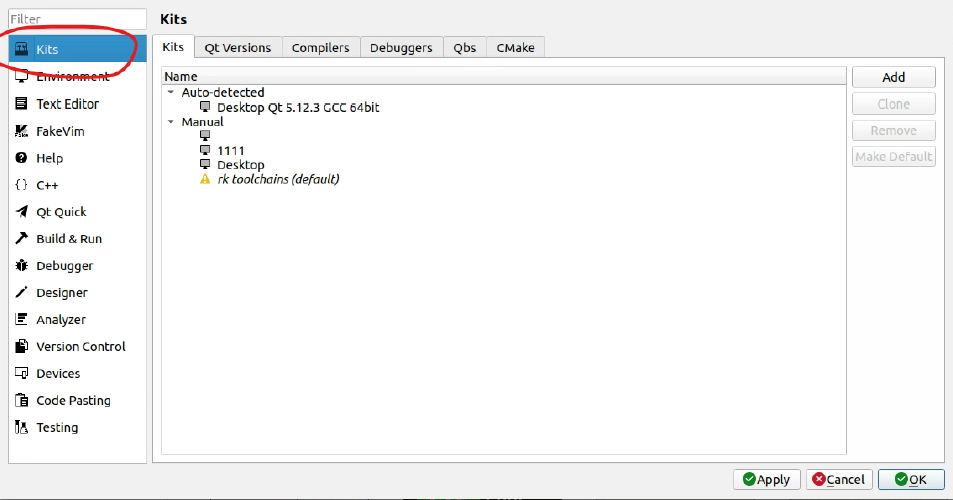 Filter
Kits
Environment
Text Editor
FakeVim
Help
C++
Qt Quick
Build & Run
Debugger
Designer
Analyzer
Version Control
Devices
Code Pasting
Testing
Kits
Kits Qt Versions Compilers Debuggers Qbs CMake
Name
Auto-detected
Desktop Qt 5.12.3 GCC 64bit
Manual
1111
Desktop
rk toolchains (default)
Add
Clone
Remove
Make Default
Apply Cancel OK